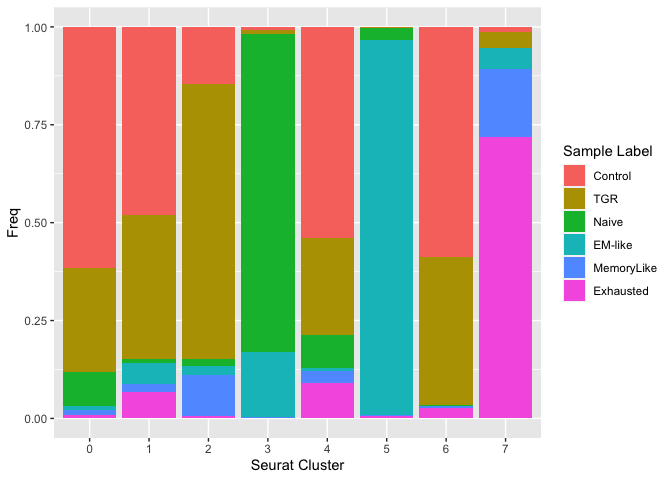 1.00
0.75
0.50
0.25
0.00
Freq
0 1 2 3 4 5 6 7
Seurat Cluster
Sample Label
Control
TGR
Naive
EM-like
MemoryLike
Exhausted